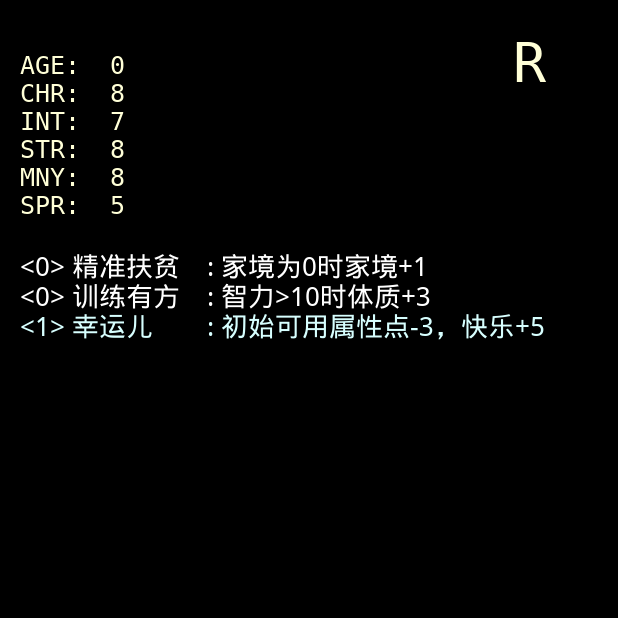 R
AGE: 0
CHR: 8
INT: 7
STR: 8
MNY: 8
SPR: 5
<0> 精准扶贫 : 家境为0时家境+1
<0> 训练有方 : 智力>10时体质+3
<1> 幸运儿 : 初始可用属性点-3，快乐+5